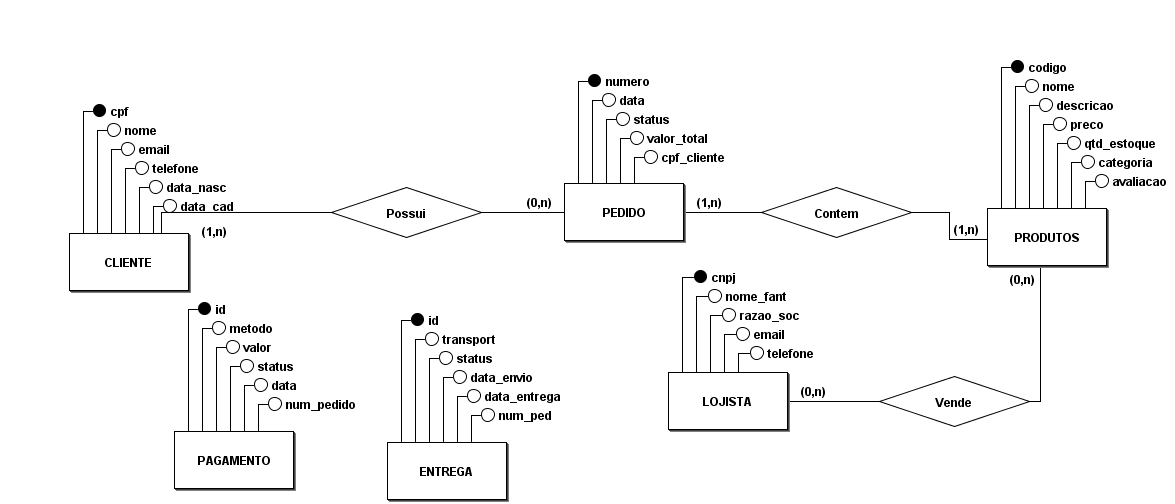 cpf
nome
email
telefone
data_nasc
data_cad
(1,n)
CLIENTE
Possui
(0,n)
numero
data
status
valor_total
cpf_cliente
PEDIDO
(1,n)
Contem
(1,n)
codigo
nome
descricao
preco
qtd_estoque
categoria
avaliacao
PRODUTOS
(0,n)
id
metodo
valor
status
data
num_pedido
PAGAMENTO
id
transport
status
data_envio
data_entrega
num_ped
ENTREGA
cnpj
nome_fant
razao_soc
email
telefone
LOJISTA
(0,n)
Vende